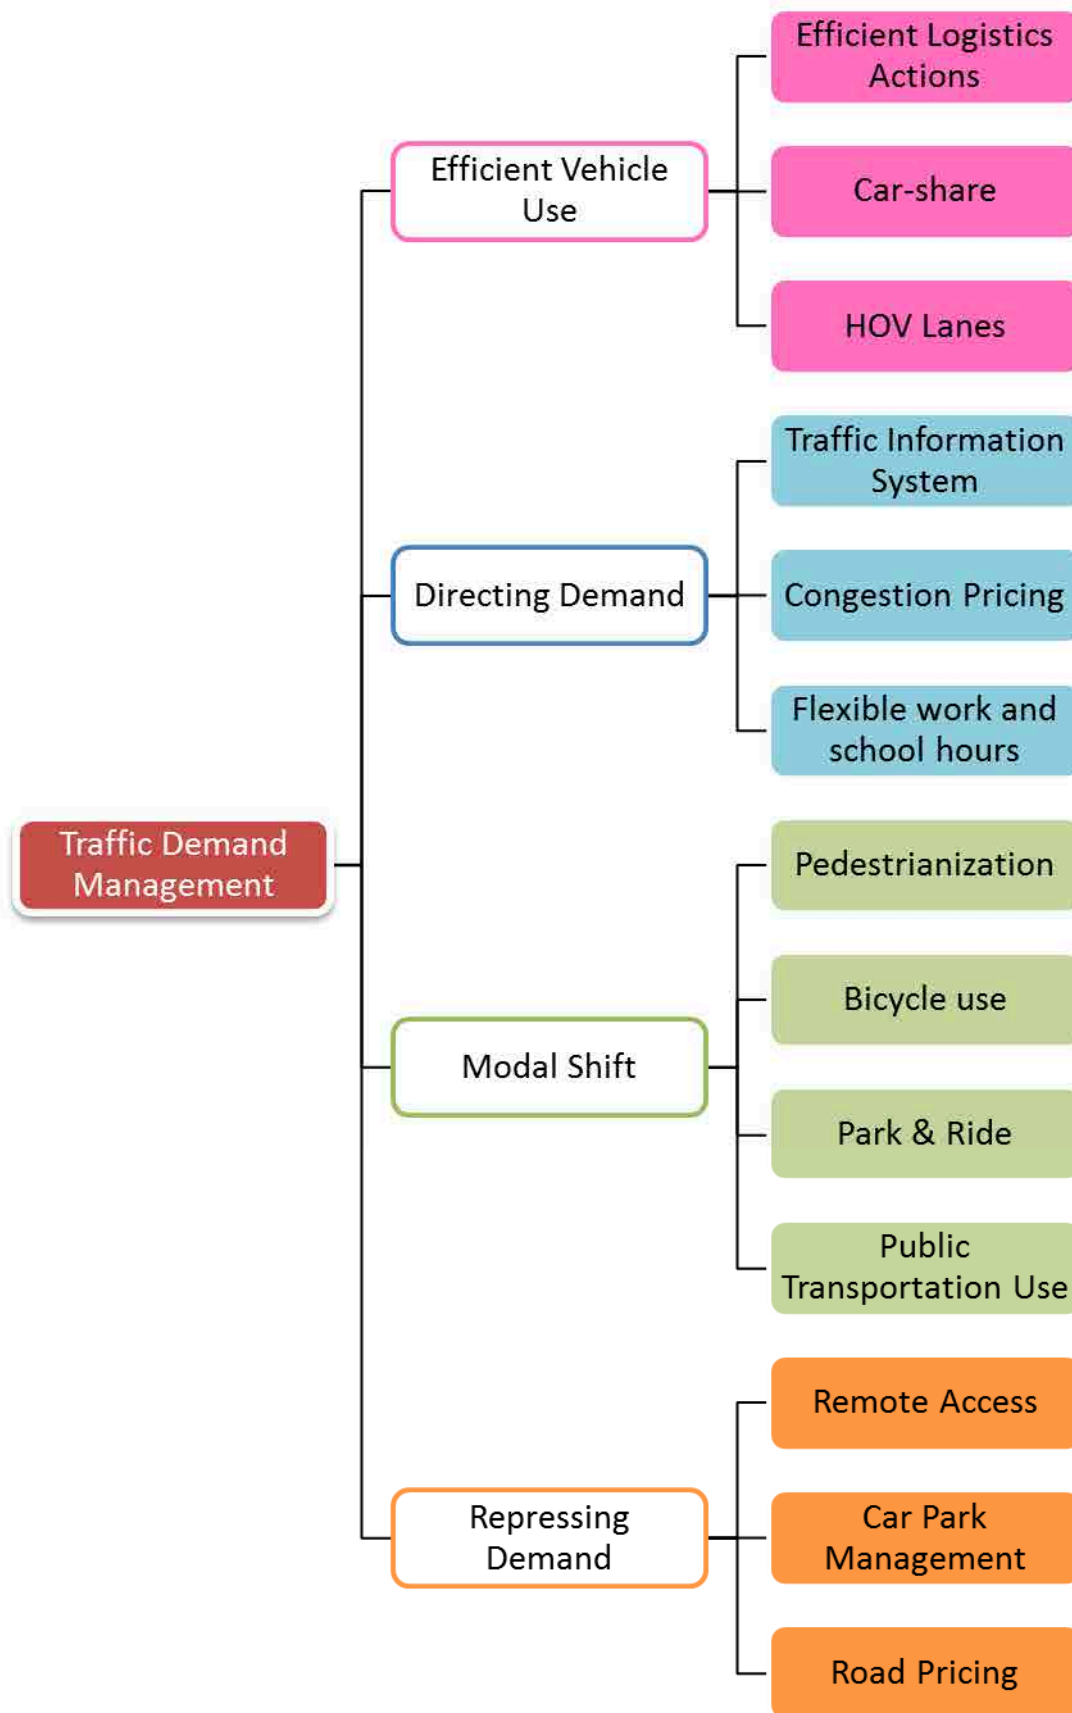 Efficient Logistics
Actions
Efficient Vehicle
Use
Car-share
HOV Lanes
Traffic Information
System
Directing Demand
Congestion Pricing
Flexible work and
school hours
Traffic Demand
Management
Pedestrianization
Bicycle use
Modal Shift
Park & Ride
Public
Transportation Use
Remote Access
Repressing
Demand
Car Park
Management
Road Pricing